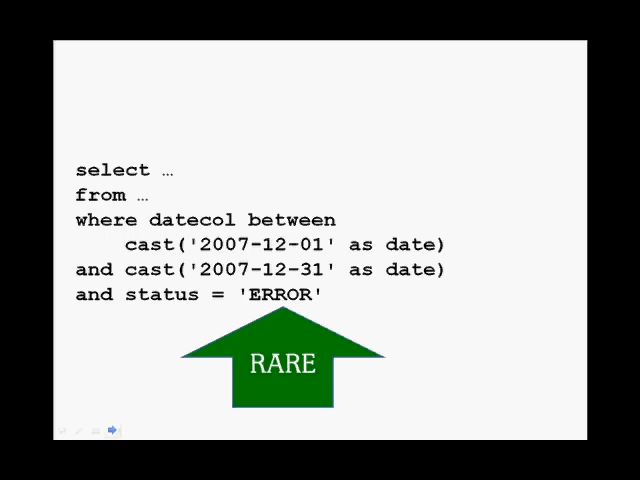 select …
from …
where datecol between
cast('2007-12-01' as date)
and cast('2007-12-31' as date)
and status = 'ERROR'
RARE